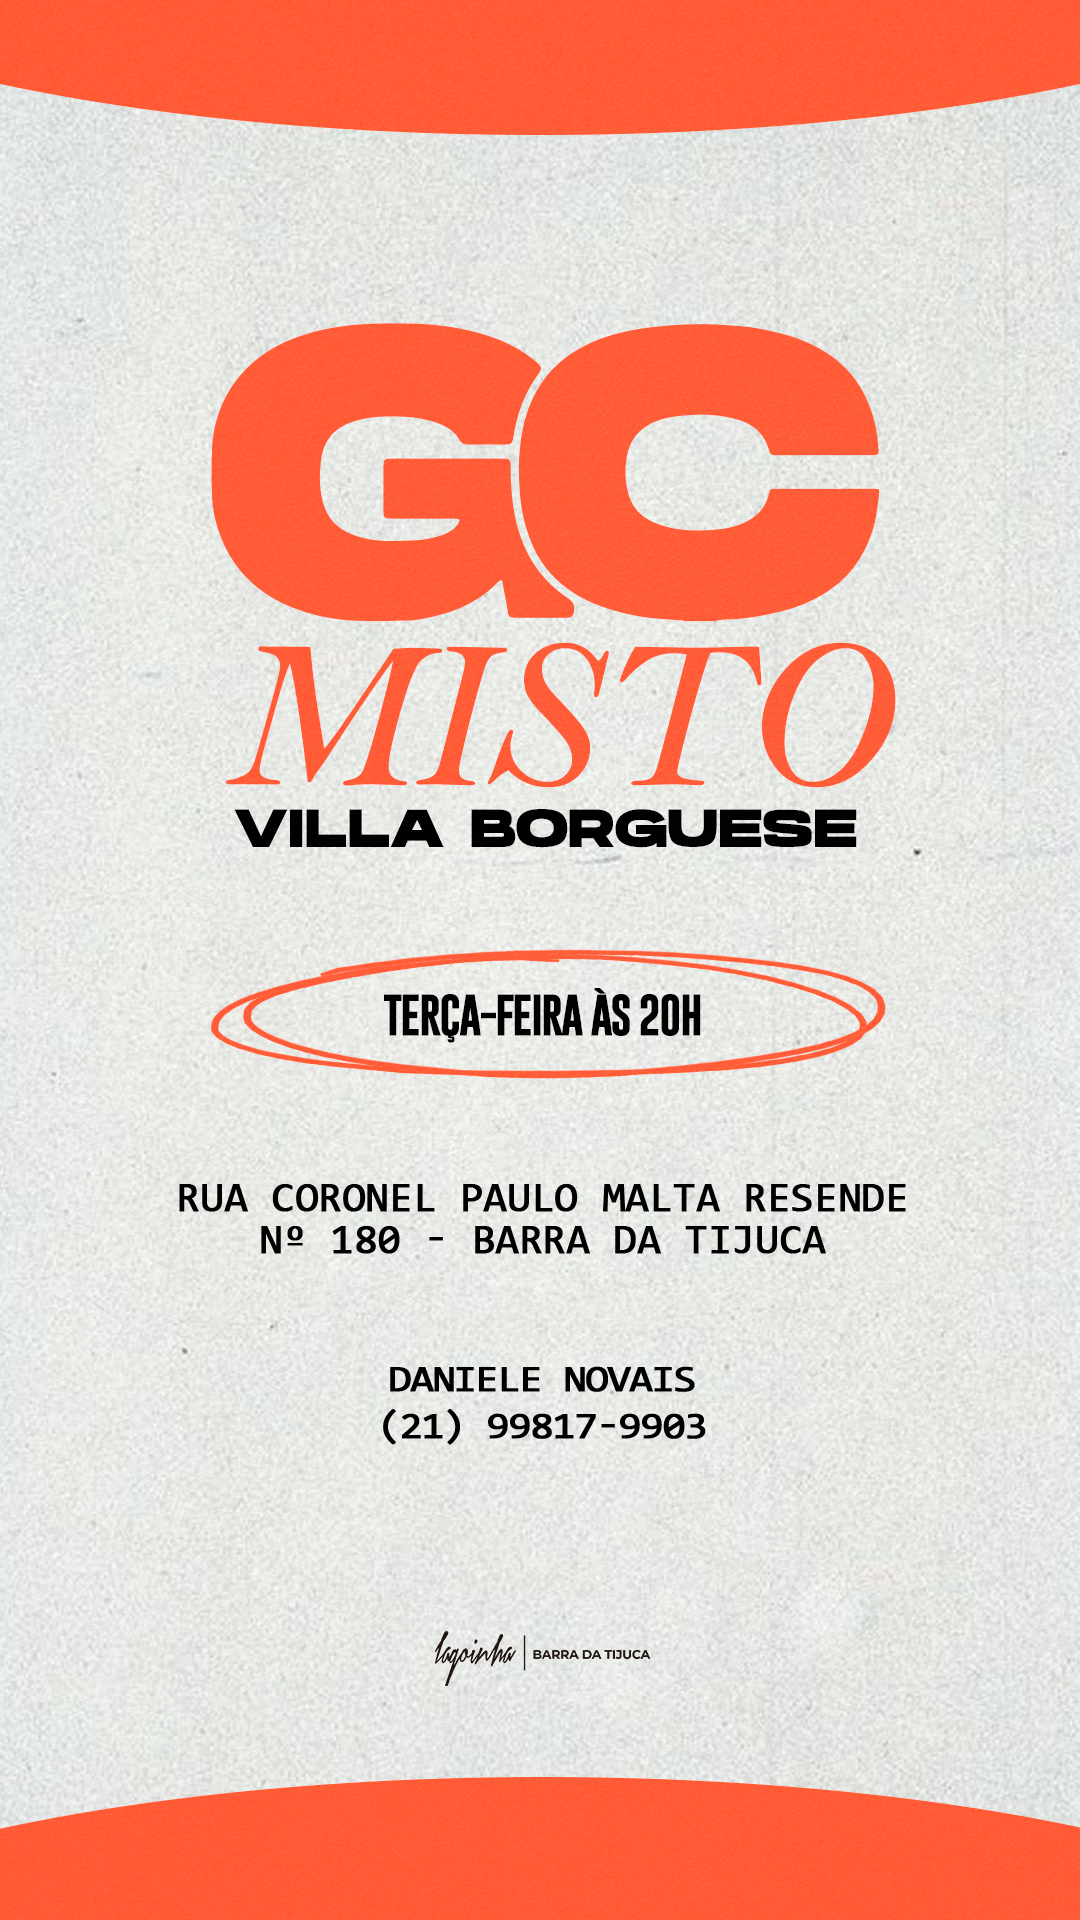 GC
MISTO
VILLA BORGUESE
TERÇA-FEIRA ÀS 20H
RUA CORONEL PAULO MALTA RESENDE
Nº 180 - BARRA DA TIJUCA
DANIELE NOVAIS
(21) 99817-9903
lagoinha | BARRA DA TIJUCA